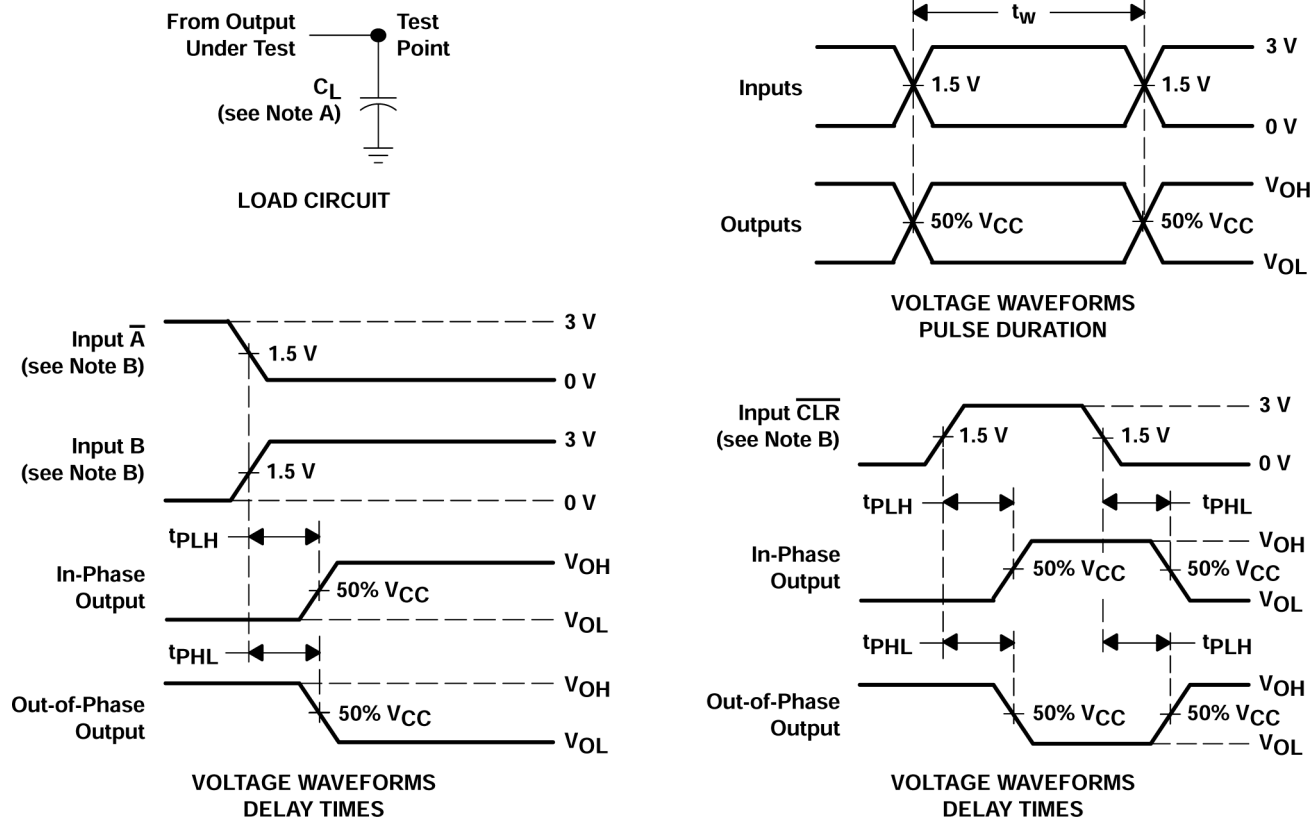 From Output
Under Test
Test
Point
CL
(see Note A)
LOAD CIRCUIT
tw
Inputs
1.5 V
1.5 V
3 V
0 V
Outputs
50% VCC
50% VCC
VOH
VOL
VOLTAGE WAVEFORMS
PULSE DURATION
Input A̅
(see Note B)
1.5 V
3 V
0 V
Input B
(see Note B)
1.5 V
3 V
0 V
tPLH
In-Phase
Output
50% VCC
VOH
VOL
tPHL
Out-of-Phase
Output
50% VCC
VOH
VOL
VOLTAGE WAVEFORMS
DELAY TIMES
Input C̅L̅R̅
(see Note B)
1.5 V
1.5 V
3 V
0 V
tPLH
tPHL
In-Phase
Output
50% VCC
50% VCC
VOH
VOL
tPHL
tPLH
Out-of-Phase
Output
50% VCC
50% VCC
VOH
VOL
VOLTAGE WAVEFORMS
DELAY TIMES